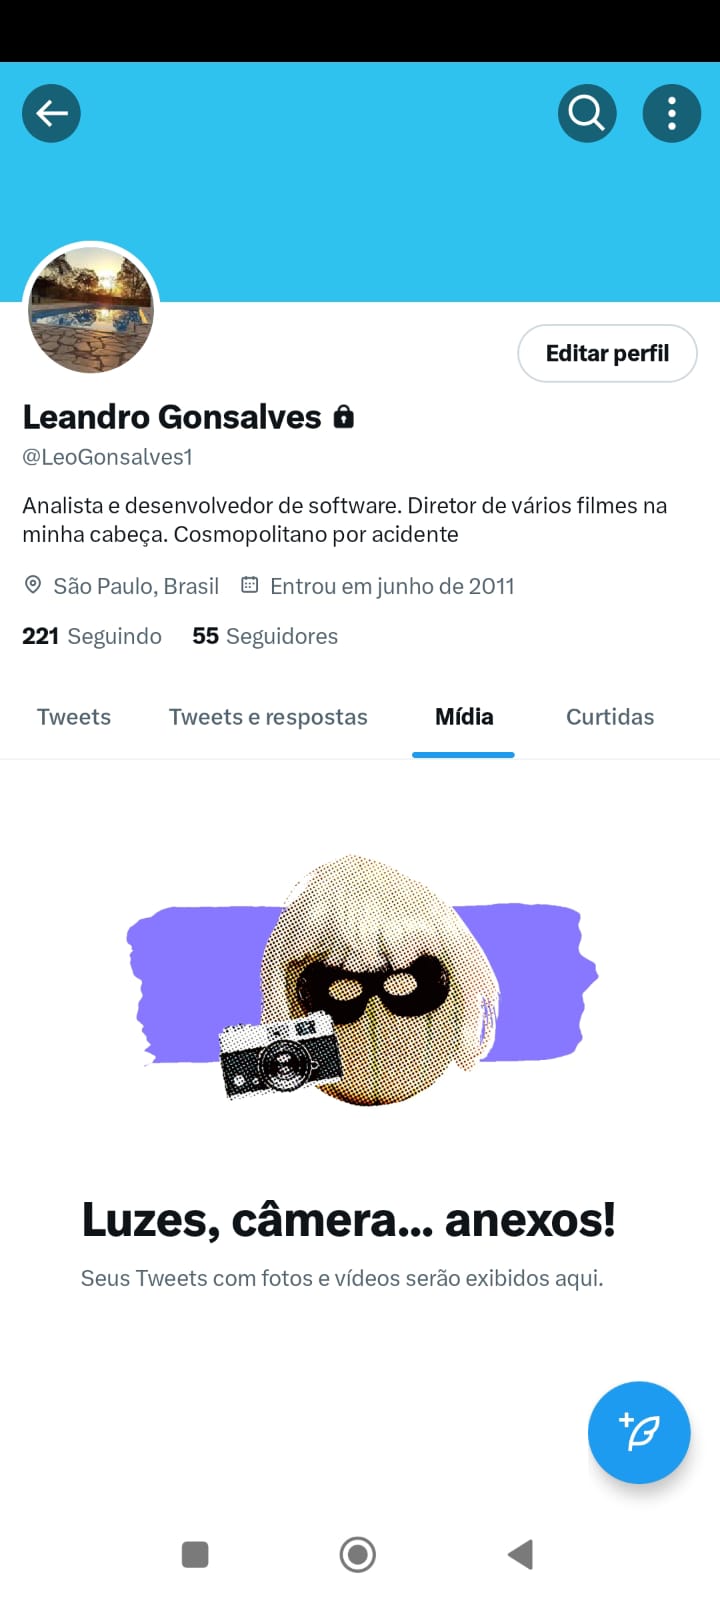 Editar perfil
Leandro Gonsalves
@LeoGonsalves1
Analista e desenvolvedor de software. Diretor de vários filmes na
minha cabeça. Cosmopolitano por acidente
São Paulo, Brasil Entrou em junho de 2011
221 Seguindo 55 Seguidores
Tweets Tweets e respostas Mídia Curtidas
Luzes, câmera... anexos!
Seus Tweets com fotos e vídeos serão exibidos aqui.